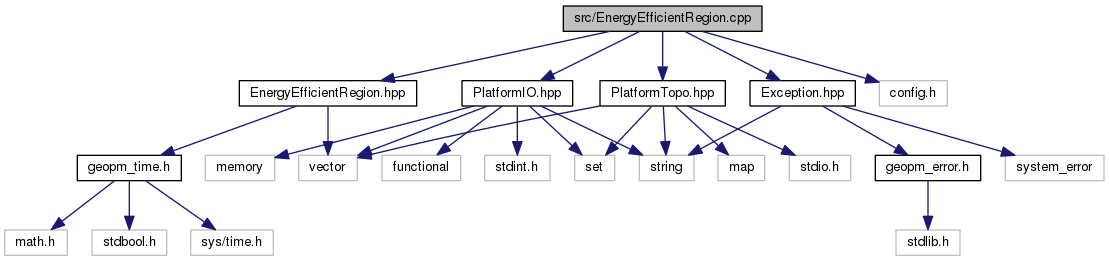 src/EnergyEfficientRegion.cpp
EnergyEfficientRegion.hpp
PlatformIO.hpp
PlatformTopo.hpp
Exception.hpp
config.h
geopm_time.h
memory
vector
functional
stdint.h
set
string
map
stdio.h
geopm_error.h
system_error
math.h
stdbool.h
sys/time.h
stdlib.h